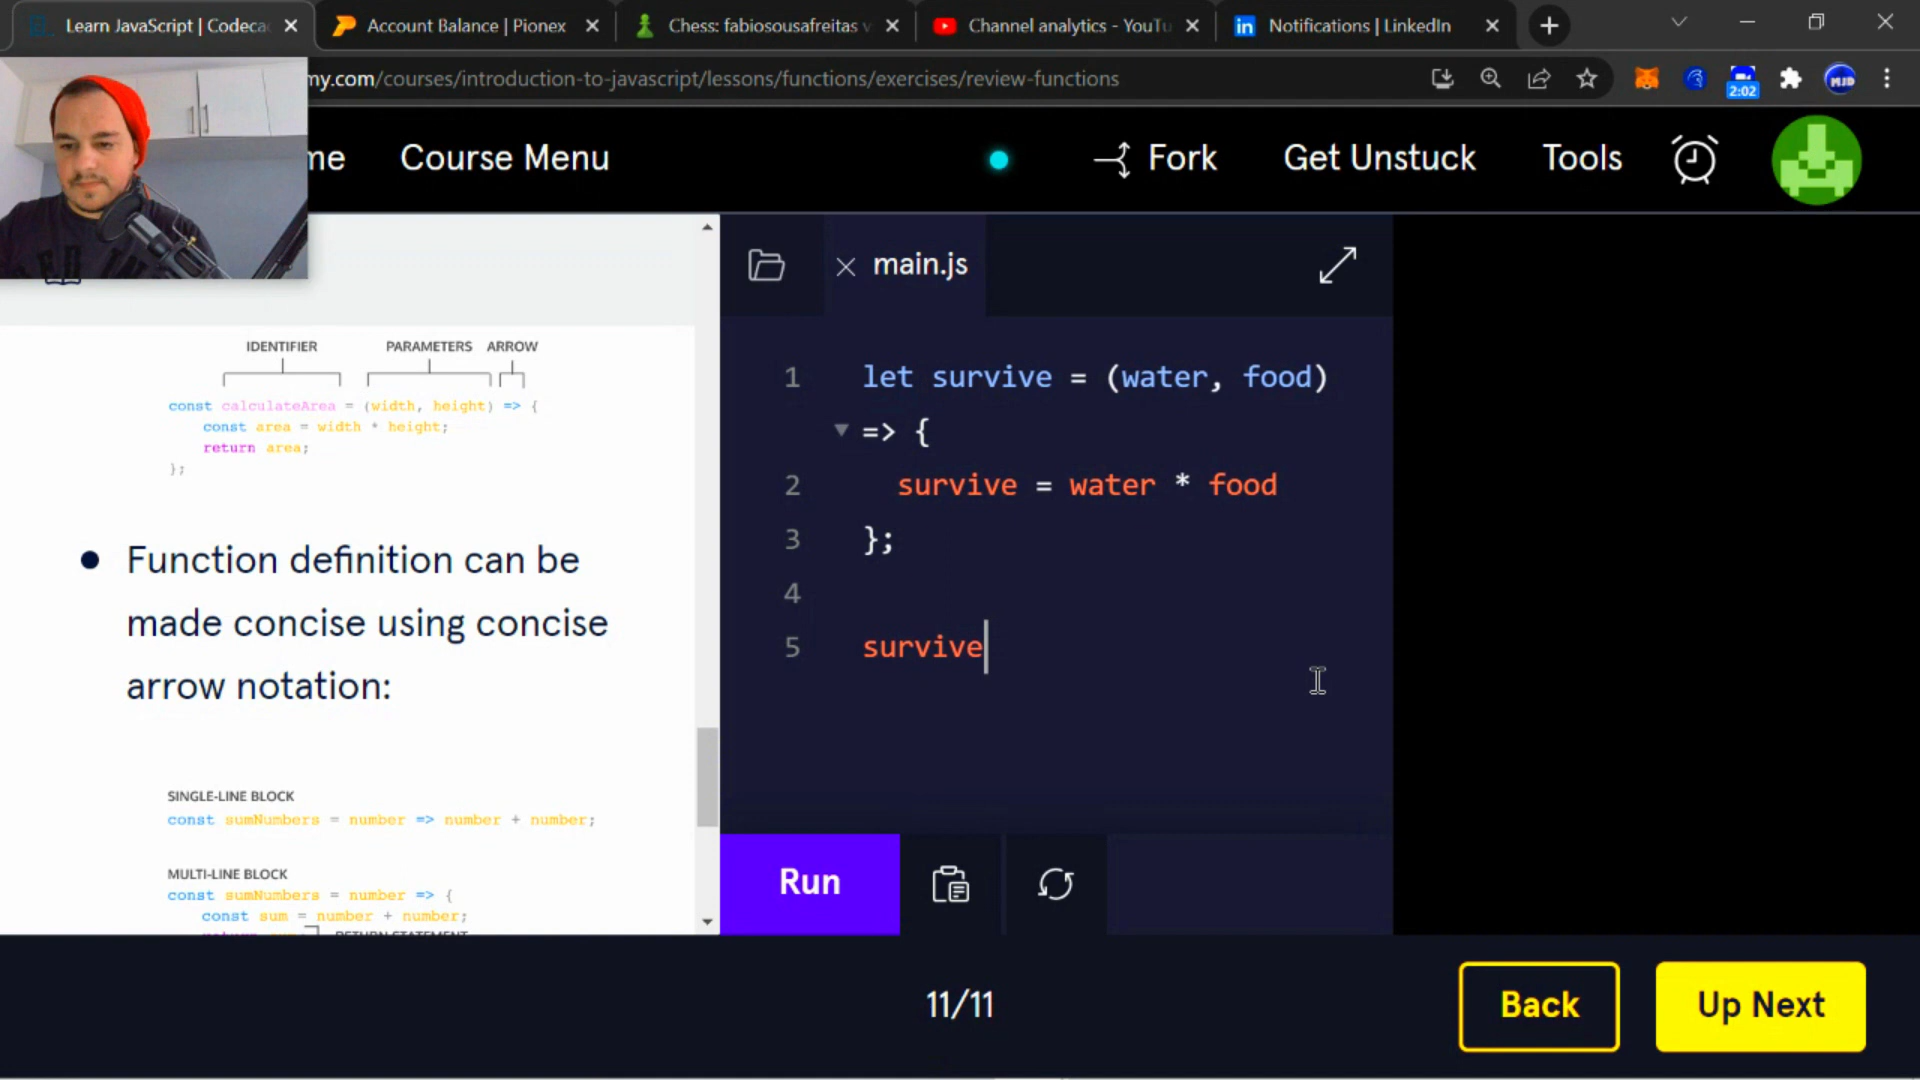 Learn JavaScript | Codeca
Account Balance | Pionex
Chess: fabiosousafreitas v
Channel analytics - YouTu
Notifications | LinkedIn
my.com/courses/introduction-to-javascript/lessons/functions/exercises/review-functions
2:02
MJD
me
Course Menu
Fork
Get Unstuck
Tools
main.js
IDENTIFIER
PARAMETERS
ARROW
const calculateArea = (width, height) => {
const area = width * height;
return area;
};
Function definition can be
made concise using concise
arrow notation:
SINGLE-LINE BLOCK
const sumNumbers = number => number + number;
MULTI-LINE BLOCK
const sumNumbers = number => {
const sum = number + number;
RETURN STATEMENT
1 let survive = (water, food)
=> {
2 survive = water * food
3 };
4
5 survive
Run
11/11
Back
Up Next